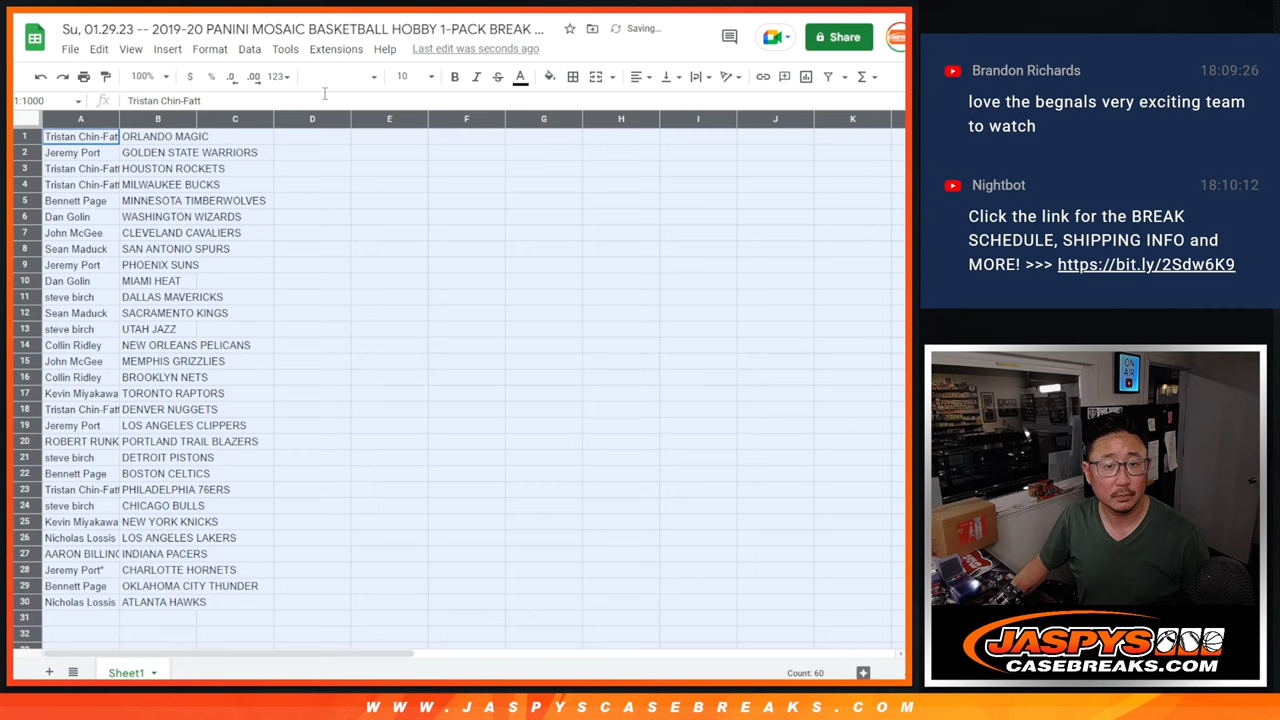 Su, 01.29.23 -- 2019-20 PANINI MOSAIC BASKETBALL HOBBY 1-PACK BREAK ...
Saving...
Share
File Edit View Insert Format Data Tools Extensions Help Last edit was seconds ago
100% $ % .0 .00 123 10 B I S A
1:1000 fx Tristan Chin-Fatt
A B C D E F G H I J K
1 Tristan Chin-Fat ORLANDO MAGIC
2 Jeremy Port GOLDEN STATE WARRIORS
3 Tristan Chin-Fatt HOUSTON ROCKETS
4 Tristan Chin-Fatt MILWAUKEE BUCKS
5 Bennett Page MINNESOTA TIMBERWOLVES
6 Dan Golin WASHINGTON WIZARDS
7 John McGee CLEVELAND CAVALIERS
8 Sean Maduck SAN ANTONIO SPURS
9 Jeremy Port PHOENIX SUNS
10 Dan Golin MIAMI HEAT
11 steve birch DALLAS MAVERICKS
12 Sean Maduck SACRAMENTO KINGS
13 steve birch UTAH JAZZ
14 Collin Ridley NEW ORLEANS PELICANS
15 John McGee MEMPHIS GRIZZLIES
16 Collin Ridley BROOKLYN NETS
17 Kevin Miyakawa TORONTO RAPTORS
18 Tristan Chin-Fatt DENVER NUGGETS
19 Jeremy Port LOS ANGELES CLIPPERS
20 ROBERT RUNK PORTLAND TRAIL BLAZERS
21 steve birch DETROIT PISTONS
22 Bennett Page BOSTON CELTICS
23 Tristan Chin-Fatt PHILADELPHIA 76ERS
24 steve birch CHICAGO BULLS
25 Kevin Miyakawa NEW YORK KNICKS
26 Nicholas Lossis LOS ANGELES LAKERS
27 AARON BILLING INDIANA PACERS
28 Jeremy Port* CHARLOTTE HORNETS
29 Bennett Page OKLAHOMA CITY THUNDER
30 Nicholas Lossis ATLANTA HAWKS
31
32
Sheet1
Count: 60
Brandon Richards 18:09:26
love the begnals very exciting team
to watch
Nightbot 18:10:12
Click the link for the BREAK
SCHEDULE, SHIPPING INFO and
MORE! >>> https://bit.ly/2Sdw6K9
ON
AIR
JASPYS
CASEBREAKS.COM
WWW.JASPYSCASEBREAKS.COM